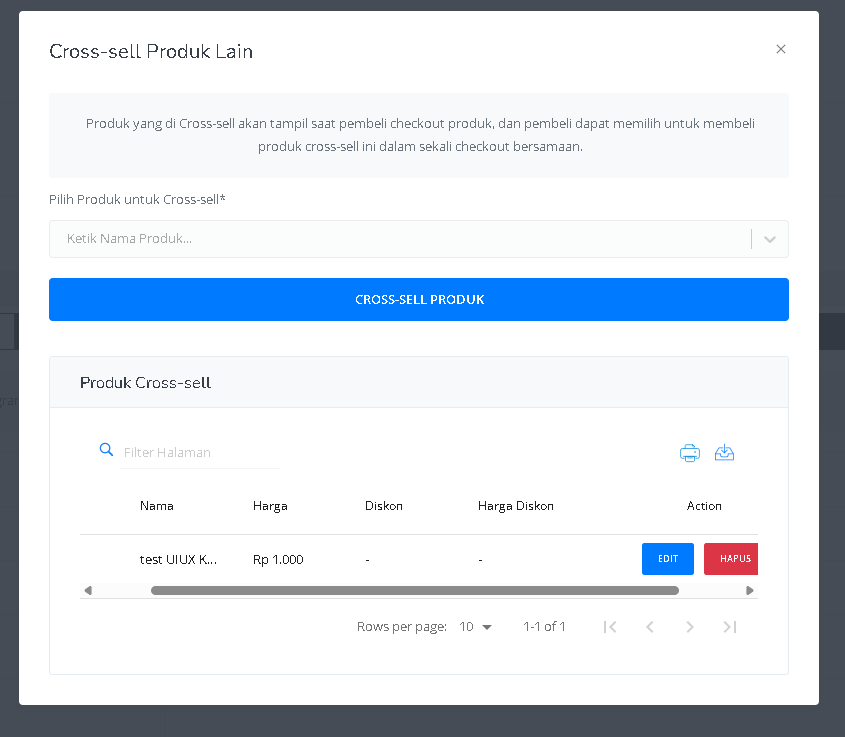 Cross-sell Produk Lain
Produk yang di Cross-sell akan tampil saat pembeli checkout produk, dan pembeli dapat memilih untuk membeli
produk cross-sell ini dalam sekali checkout bersamaan.
Pilih Produk untuk Cross-sell*
Ketik Nama Produk...
CROSS-SELL PRODUK
Produk Cross-sell
Filter Halaman
Nama Harga Diskon Harga Diskon Action
test UIUX K... Rp 1.000 - - EDIT HAPUS
Rows per page: 10 1-1 of 1